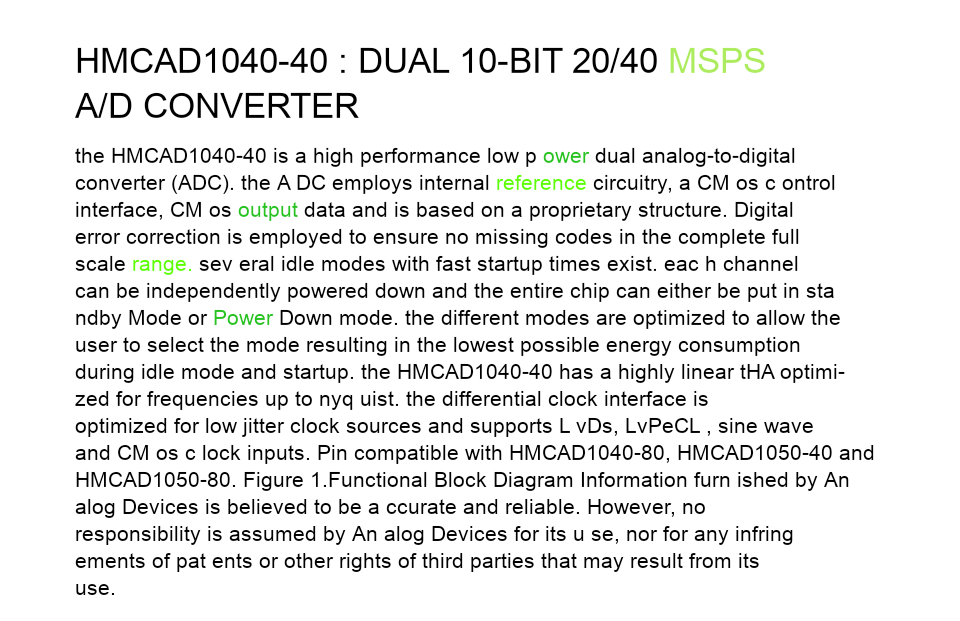 HMCAD1040-40 : DUAL 10-BIT 20/40 MSPS
A/D CONVERTER
the HMCAD1040-40 is a high performance low p ower dual analog-to-digital
converter (ADC). the A DC employs internal reference circuitry, a CM os c ontrol
interface, CM os output data and is based on a proprietary structure. Digital
error correction is employed to ensure no missing codes in the complete full
scale range. sev eral idle modes with fast startup times exist. eac h channel
can be independently powered down and the entire chip can either be put in sta
ndby Mode or Power Down mode. the different modes are optimized to allow the
user to select the mode resulting in the lowest possible energy consumption
during idle mode and startup. the HMCAD1040-40 has a highly linear tHA optimi-
zed for frequencies up to nyq uist. the differential clock interface is
optimized for low jitter clock sources and supports L vDs, LvPeCL , sine wave
and CM os c lock inputs. Pin compatible with HMCAD1040-80, HMCAD1050-40 and
HMCAD1050-80. Figure 1.Functional Block Diagram Information furn ished by An
alog Devices is believed to be a ccurate and reliable. However, no
responsibility is assumed by An alog Devices for its u se, nor for any infring
ements of pat ents or other rights of third parties that may result from its
use.